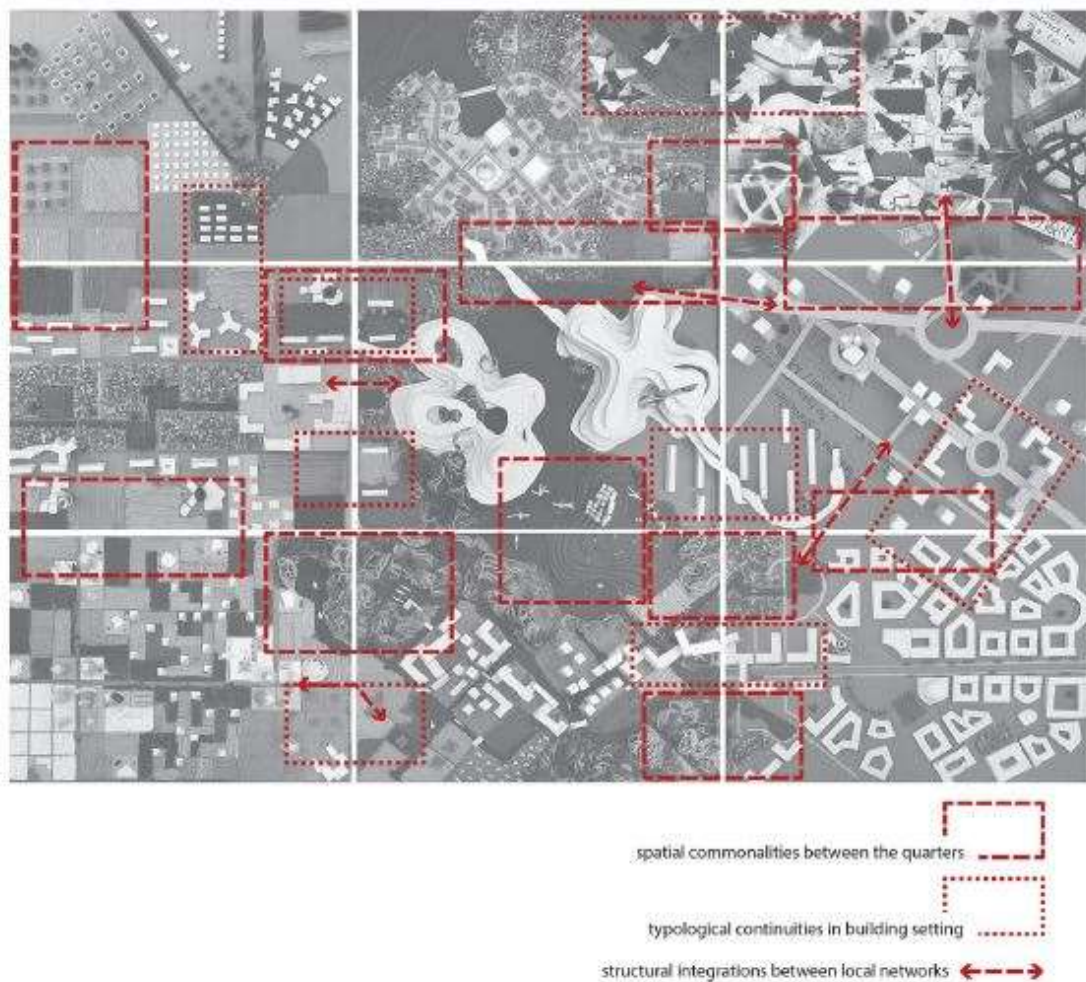 spatial commonalities between the quarters
typological continuities in building setting
structural integrations between local networks